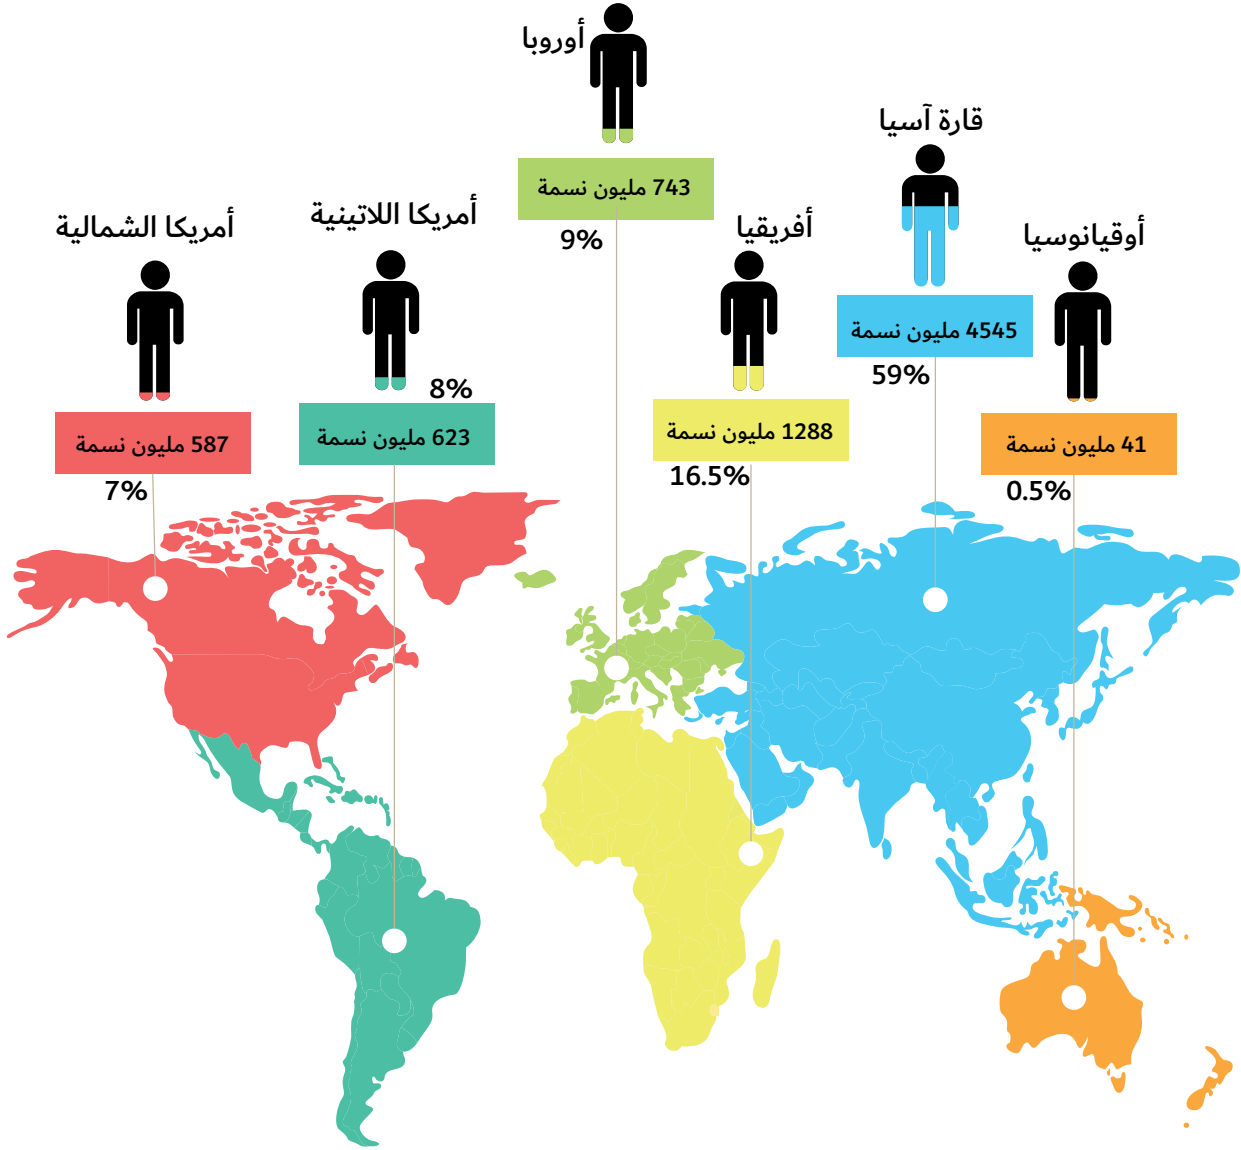 أوروبا
743 مليون نسمة
9%
قارة آسيا
4545 مليون نسمة
59%
أمريكا اللاتينية
8%
623 مليون نسمة
أمريكا الشمالية
587 مليون نسمة
7%
أفريقيا
1288 مليون نسمة
16.5%
أوقيانوسيا
41 مليون نسمة
0.5%